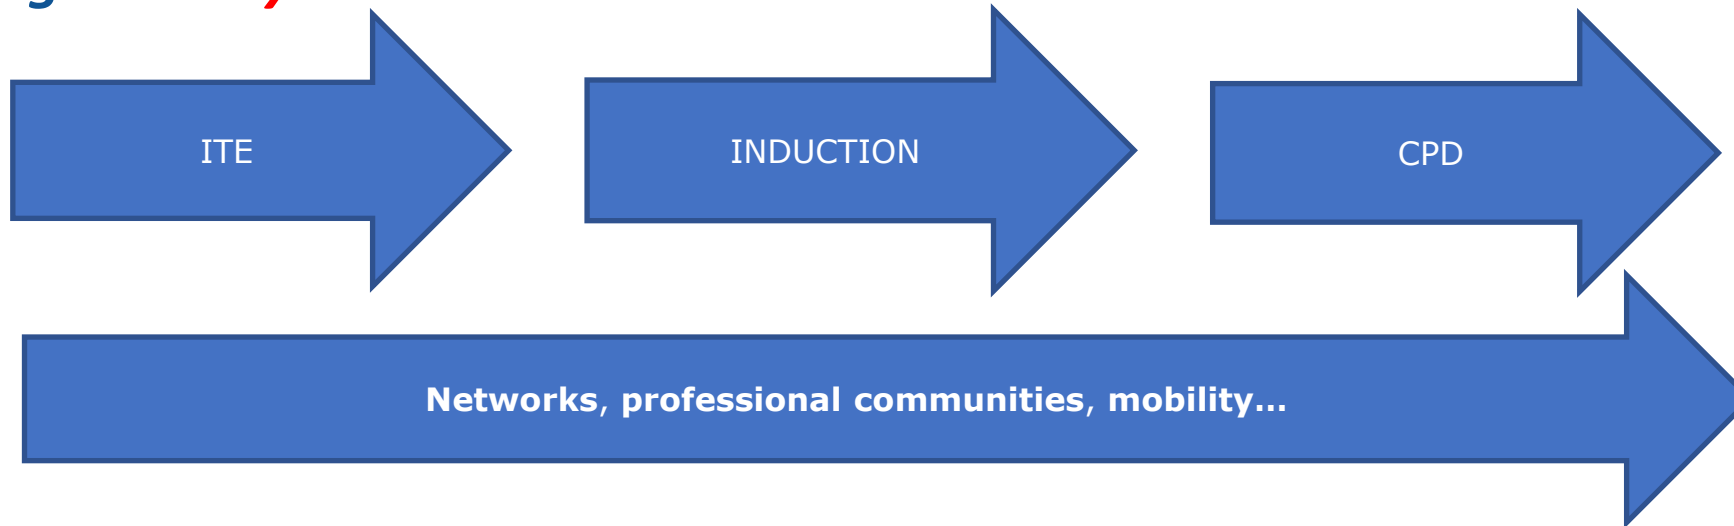 ITE
INDUCTION
CPD
Networks, professional communities, mobility...